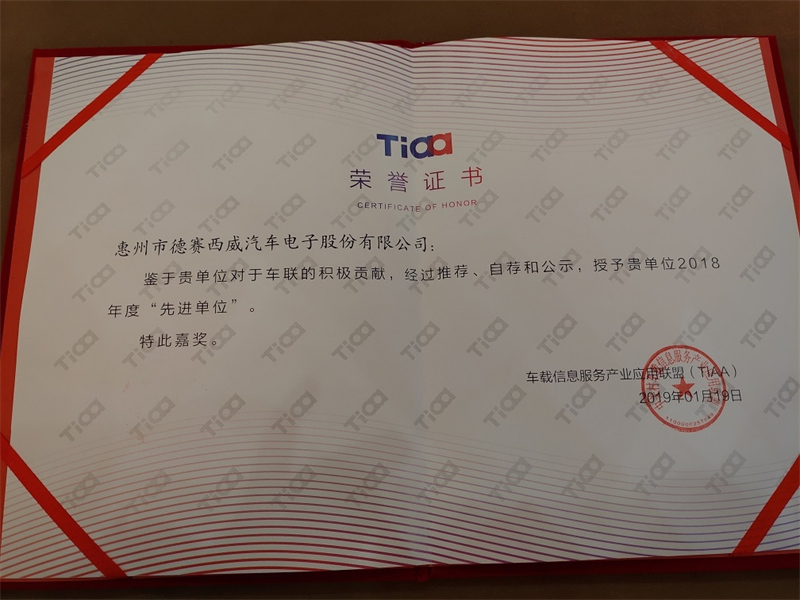 TiAA
荣誉证书
CERTIFICATE OF HONOR
惠州市德赛西威汽车电子股份有限公司：
鉴于贵单位对于车联的积极贡献，经过推荐、自荐和公示，授予贵单位2018
年度“先进单位”。
特此嘉奖。
车载信息服务产业应用联盟（TIAA）
2019年01月19日